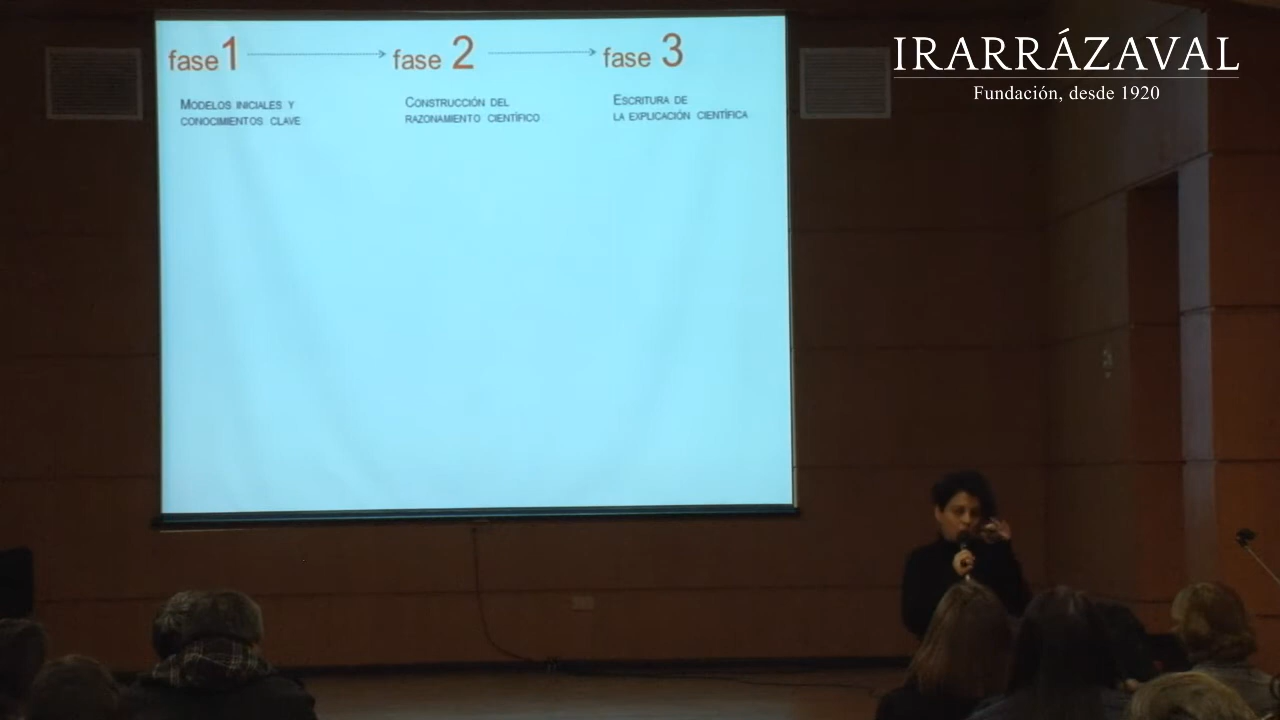 IRARRÁZAVAL
Fundación, desde 1920
fase 1
fase 2
fase 3
MODELOS INICIALES Y
CONOCIMIENTOS CLAVE
CONSTRUCCIÓN DEL
RAZONAMIENTO CIENTÍFICO
ESCRITURA DE
LA EXPLICACIÓN CIENTÍFICA